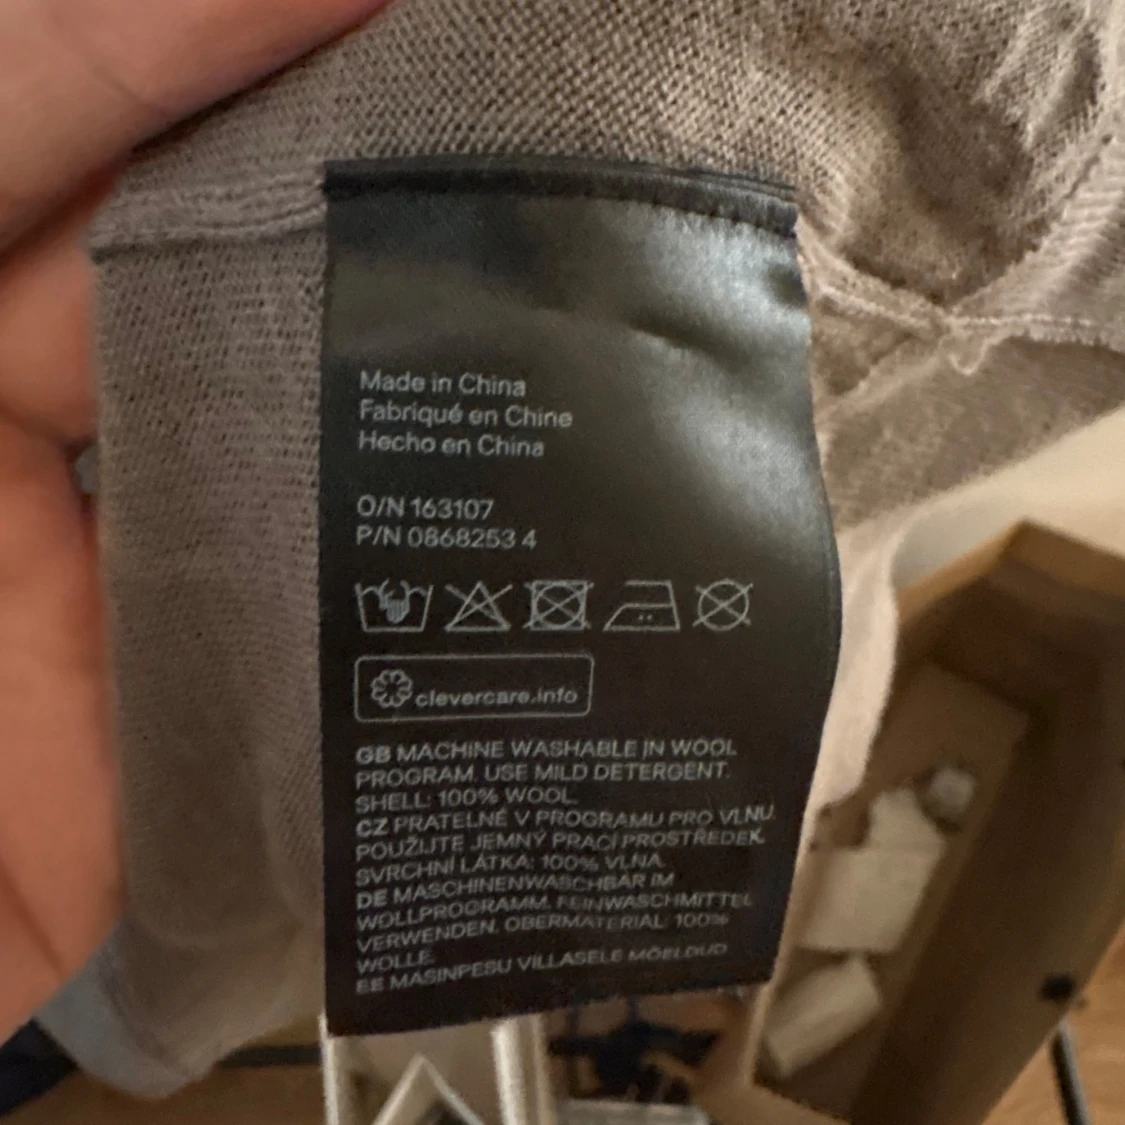 Made in China
Fabriqué en Chine
Hecho en China
O/N 163107
P/N 0868253 4
clevercare.info
GB MACHINE WASHABLE IN WOOL
PROGRAM. USE MILD DETERGENT.
SHELL: 100% WOOL
CZ PRATELNÉ V PROGRAMU PRO VLNU.
POUŽIJTE JEMNÝ PRACÍ PROSTŘEDEK.
SVRCHNÍ LÁTKA: 100% VLNA.
DE MASCHINENWASCHBAR IM
WOLLPROGRAMM. FEINWASCHMITTEL
VERWENDEN. OBERMATERIAL: 100%
WOLLE.
EE MASINPESU VILLASELE MÕELDUD